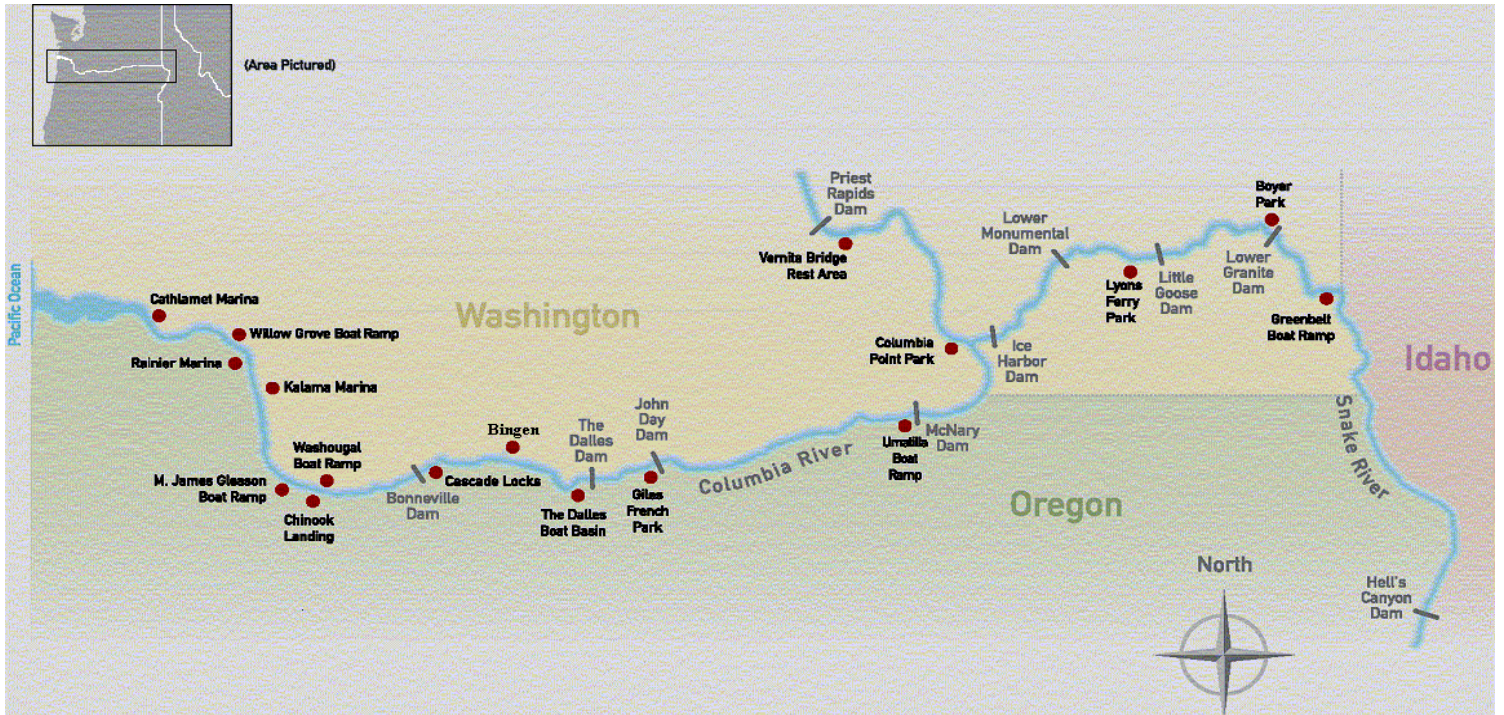 (Area Pictured)
Priest
Rapids
Dam
Boyer
Park
Lower
Monumental
Dam
Vernita Bridge
Rest Area
Lyons
Ferry
Park
Little
Goose
Dam
Lower
Granite
Dam
Pacific Ocean
Cathlamet Marina
Washington
Willow Grove Boat Ramp
Greenbelt
Boat Ramp
Rainier Marina
Columbia
Point Park
Ice
Harbor
Dam
Idaho
Kalama Marina
John
Day
Dam
The
Dalles
Dam
Bingen
McNary
Dam
Umatilla
Boat
Ramp
Snake River
Washougal
Boat Ramp
M. James Gleason
Boat Ramp
Bonneville
Dam
Cascade Locks
Columbia River
Chinook
Landing
The Dalles
Boat Basin
Giles
French
Park
Oregon
North
Hell's
Canyon
Dam